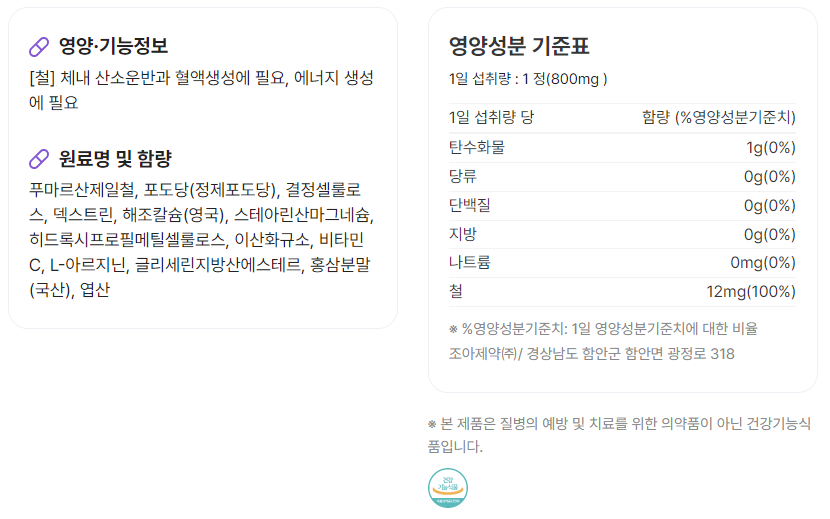 영양·기능정보
[철] 체내 산소운반과 혈액생성에 필요, 에너지 생성
에 필요
원료명 및 함량
푸마르산제일철, 포도당(정제포도당), 결정셀룰로
스, 덱스트린, 해조칼슘(영국), 스테아린산마그네슘,
히드록시프로필메틸셀룰로스, 이산화규소, 비타민
C, L-아르지닌, 글리세린지방산에스테르, 홍삼분말
(국산), 엽산
영양성분 기준표
1일 섭취량 : 1 정(800mg )
1일 섭취량 당 함량 (%영양성분기준치)
탄수화물 1g(0%)
당류 0g(0%)
단백질 0g(0%)
지방 0g(0%)
나트륨 0mg(0%)
철 12mg(100%)
※ %영양성분기준치: 1일 영양성분기준치에 대한 비율
조아제약㈜/ 경상남도 함안군 함안면 광정로 318
※ 본 제품은 질병의 예방 및 치료를 위한 의약품이 아닌 건강기능식
품입니다.
건강
기능식품